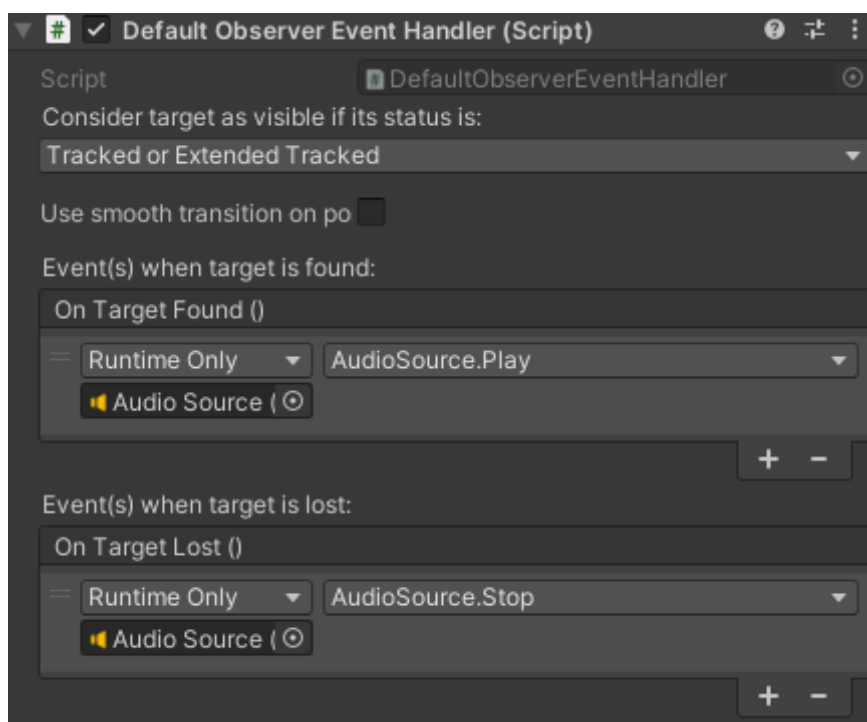 Default Observer Event Handler (Script)
Script DefaultObserverEventHandler
Consider target as visible if its status is:
Tracked or Extended Tracked
Use smooth transition on po
Event(s) when target is found:
On Target Found ()
Runtime Only AudioSource.Play
Audio Source (
Event(s) when target is lost:
On Target Lost ()
Runtime Only AudioSource.Stop
Audio Source (